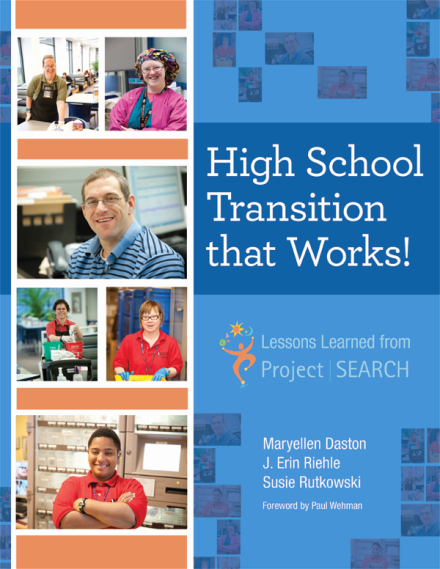 High School
Transition
that Works!
Lessons Learned from
Project | SEARCH
Maryellen Daston
J. Erin Riehle
Susie Rutkowski
Foreword by Paul Wehman